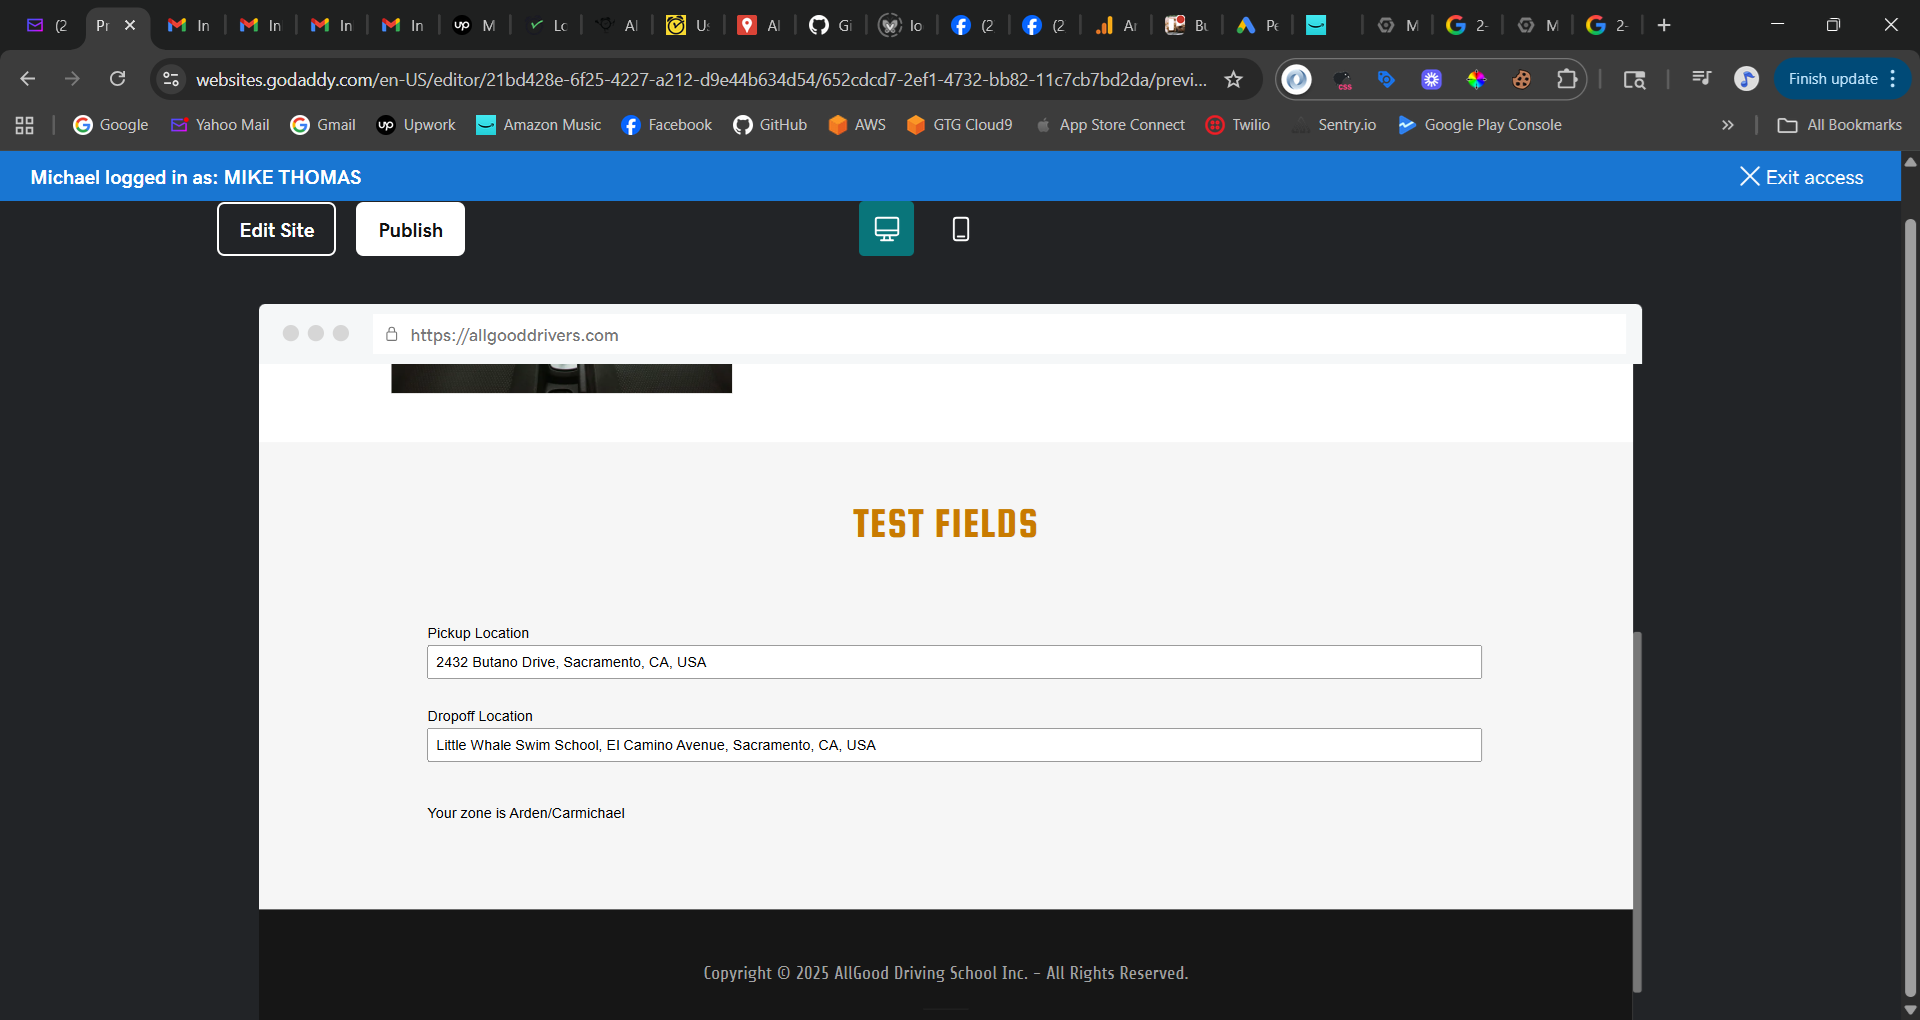 (2
Pr
In
In
In
In
M
Lc
Al
U:
Al
Gi
Io
(2
(2
Ar
Bu
Pe
M
2-
M
2-
websites.godaddy.com/en-US/editor/21bd428e-6f25-4227-a212-d9e44b634d54/652cdcd7-2ef1-4732-bb82-11c7cb7bd2da/previ...
css
Finish update
Google
Yahoo Mail
Gmail
up Upwork
Amazon Music
Facebook
GitHub
AWS
GTG Cloud9
App Store Connect
Twilio
Sentry.io
Google Play Console
»
All Bookmarks
Michael logged in as: MIKE THOMAS
Exit access
Edit Site
Publish
https://allgooddrivers.com
TEST FIELDS
Pickup Location
2432 Butano Drive, Sacramento, CA, USA
Dropoff Location
Little Whale Swim School, El Camino Avenue, Sacramento, CA, USA
Your zone is Arden/Carmichael
Copyright © 2025 AllGood Driving School Inc. - All Rights Reserved.